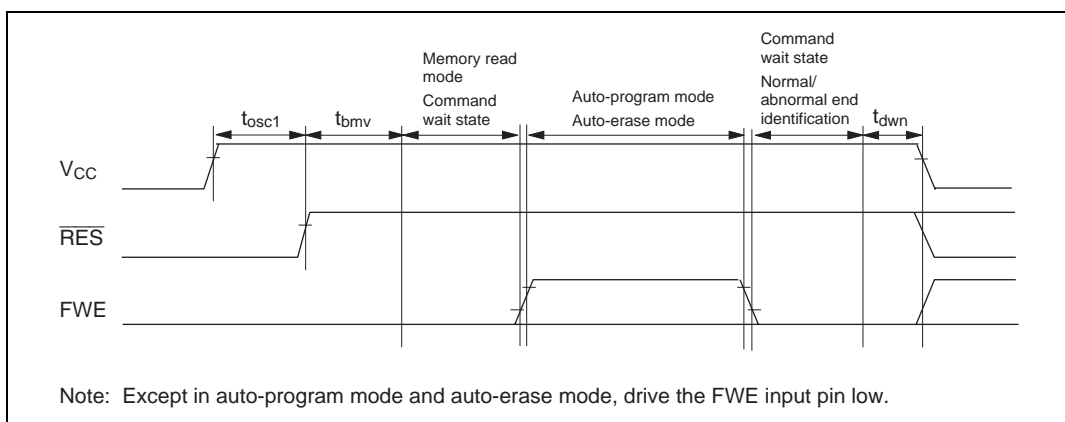 Memory read
mode
Command
wait state
Command
wait state
Normal/
abnormal end
identification
Auto-program mode
Auto-erase mode
tosc1
tbmv
tdwn
VCC
RES
FWE
Note: Except in auto-program mode and auto-erase mode, drive the FWE input pin low.